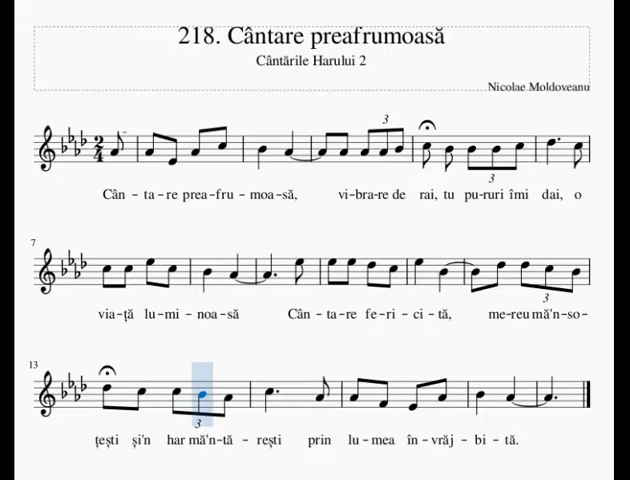 218. Cântare preafrumoasă
Cântările Harului 2
Nicolae Moldoveanu
Cân – ta – re prea – fru – moa – să, vi – bra – re de rai, tu pu – ruri îmi dai, o
7
via – ță lu – mi – noa – să Cân – ta – re fe – ri – ci – tă, me – reu mă'n – so –
13
țești și'n har mă'n – tă – rești prin lu – mea în – vrăj – bi – tă.